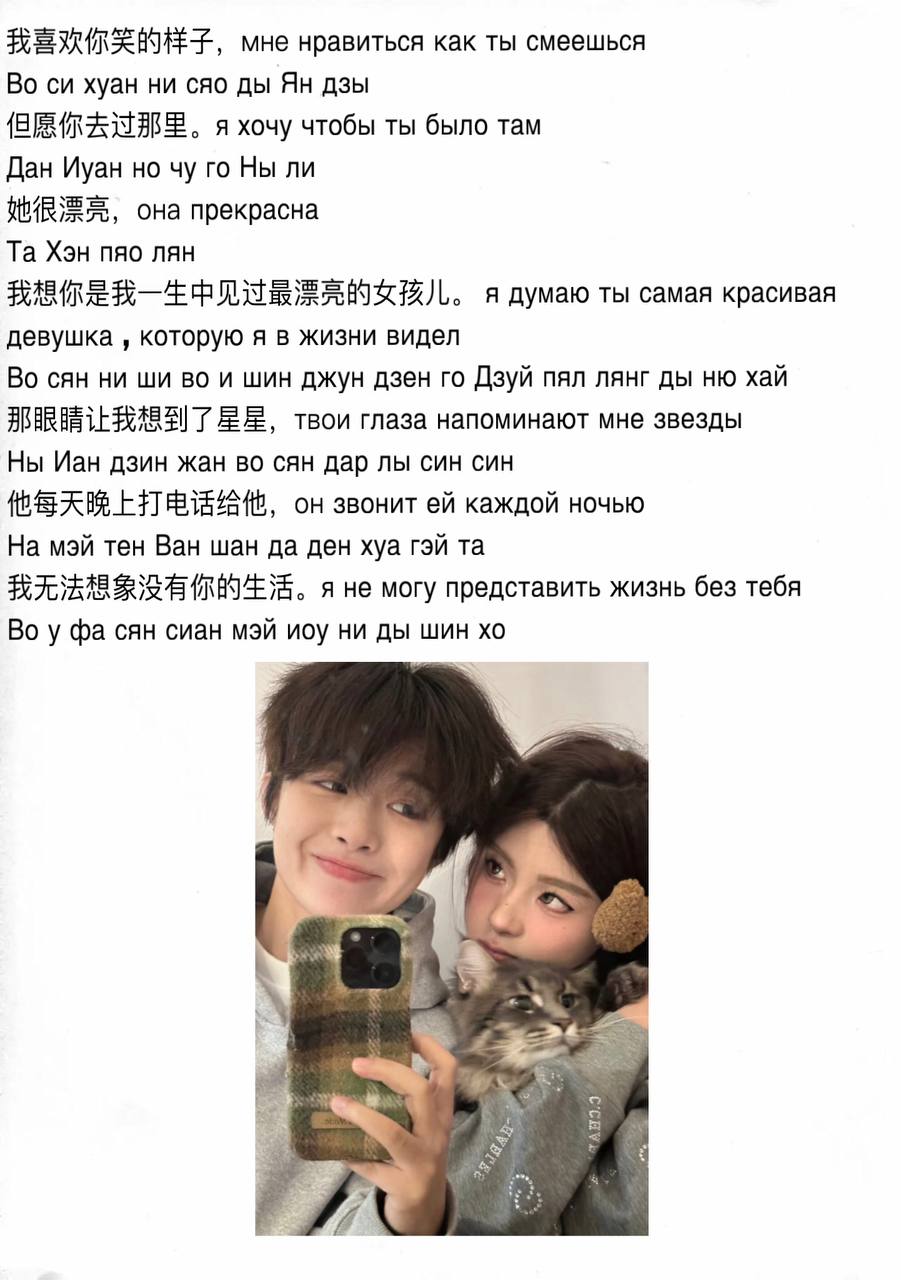 我喜欢你笑的样子，мне нравиться как ты смеешься
Во си хуан ни сяо ды Ян дзы
但愿你去过那里。я хочу чтобы ты было там
Дан Иуан но чу го Ны ли
她很漂亮，она прекрасна
Та Хэн пяо лян
我想你是我一生中见过最漂亮的女孩儿。 я думаю ты самая красивая
девушка , которую я в жизни видел
Во сян ни ши во и шин джун дзен го Дзуй пял лянг ды ню хай
那眼睛让我想到了星星，твои глаза напоминают мне звезды
Ны Иан дзин жан во сян дар лы син син
他每天晚上打电话给他，он звонит ей каждой ночью
На мэй тен Ван шан да ден хуа гэй та
我无法想象没有你的生活。я не могу представить жизнь без тебя
Во у фа сян сиан мэй иоу ни ды шин хо